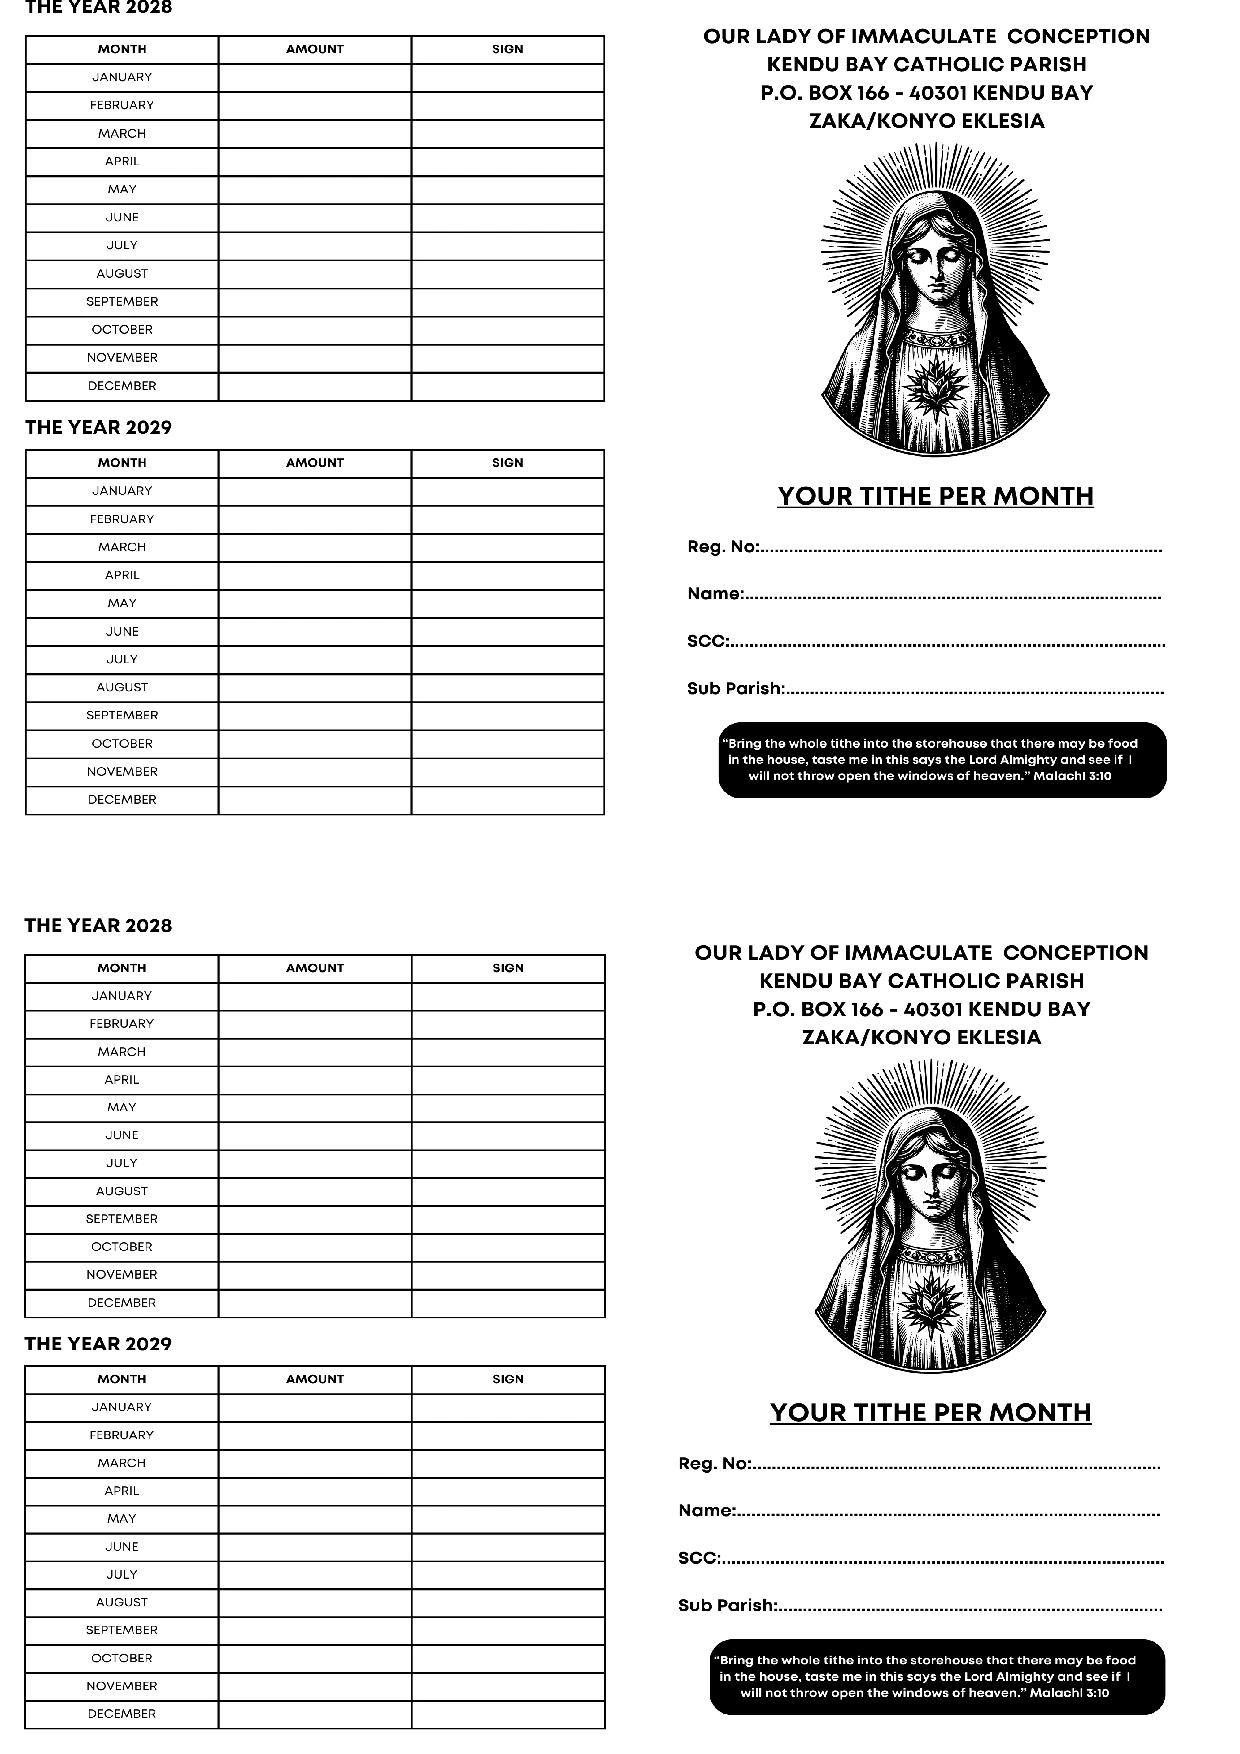 THE YEAR 2028
MONTH AMOUNT SIGN
JANUARY
FEBRUARY
MARCH
APRIL
MAY
JUNE
JULY
AUGUST
SEPTEMBER
OCTOBER
NOVEMBER
DECEMBER
THE YEAR 2029
MONTH AMOUNT SIGN
JANUARY
FEBRUARY
MARCH
APRIL
MAY
JUNE
JULY
AUGUST
SEPTEMBER
OCTOBER
NOVEMBER
DECEMBER
OUR LADY OF IMMACULATE CONCEPTION
KENDU BAY CATHOLIC PARISH
P.O. BOX 166 - 40301 KENDU BAY
ZAKA/KONYO EKLESIA
YOUR TITHE PER MONTH
Reg. No:....................................................................................
Name:.......................................................................................
SCC:..........................................................................................
Sub Parish:...............................................................................
“Bring the whole tithe into the storehouse that there may be food
in the house, taste me in this says the Lord Almighty and see if I
will not throw open the windows of heaven.” Malachi 3:10
THE YEAR 2028
MONTH AMOUNT SIGN
JANUARY
FEBRUARY
MARCH
APRIL
MAY
JUNE
JULY
AUGUST
SEPTEMBER
OCTOBER
NOVEMBER
DECEMBER
THE YEAR 2029
MONTH AMOUNT SIGN
JANUARY
FEBRUARY
MARCH
APRIL
MAY
JUNE
JULY
AUGUST
SEPTEMBER
OCTOBER
NOVEMBER
DECEMBER
OUR LADY OF IMMACULATE CONCEPTION
KENDU BAY CATHOLIC PARISH
P.O. BOX 166 - 40301 KENDU BAY
ZAKA/KONYO EKLESIA
YOUR TITHE PER MONTH
Reg. No:....................................................................................
Name:.......................................................................................
SCC:..........................................................................................
Sub Parish:...............................................................................
“Bring the whole tithe into the storehouse that there may be food
in the house, taste me in this says the Lord Almighty and see if I
will not throw open the windows of heaven.” Malachi 3:10